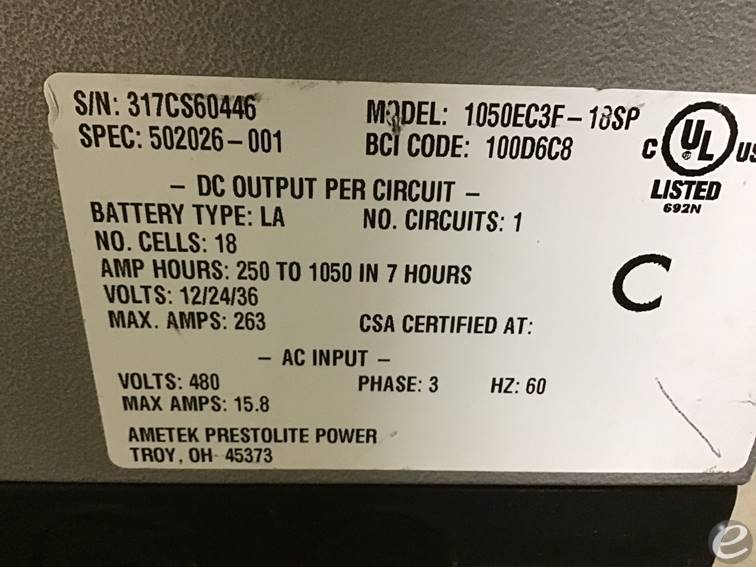 S/N: 317CS60446 MODEL: 1050EC3F-18SP
SPEC: 502026-001 BCI CODE: 100D6C8
C UL US
LISTED
692N
- DC OUTPUT PER CIRCUIT -
BATTERY TYPE: LA NO. CIRCUITS: 1
NO. CELLS: 18
AMP HOURS: 250 TO 1050 IN 7 HOURS
VOLTS: 12/24/36
MAX. AMPS: 263 CSA CERTIFIED AT:
C
- AC INPUT -
VOLTS: 480 PHASE: 3 HZ: 60
MAX AMPS: 15.8
AMETEK PRESTOLITE POWER
TROY, OH 45373
e